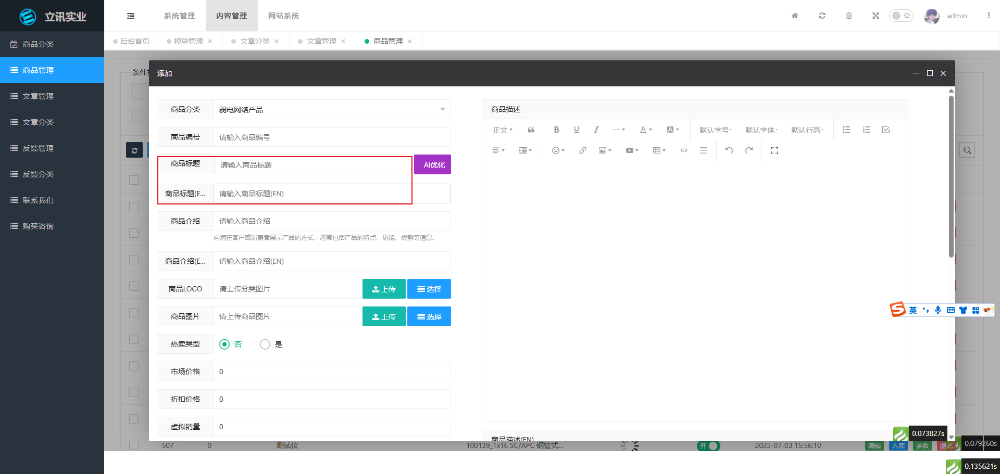 立讯实业
系统管理
内容管理
网站系统
admin
商品分类
商品管理
文章管理
文章分类
反馈管理
反馈分类
联系我们
购买咨询
后台首页
模块管理
文章分类
文章管理
商品管理
条件
添加
商品分类
弱电网络产品
商品编号
请输入商品编号
商品标题
请输入商品标题
AI优化
商品标题(E...
请输入商品标题(EN)
商品介绍
请输入商品介绍
向潜在客户或消费者展示产品的方式，通常包括产品的特点、功能、优势等信息。
商品介绍(E...
请输入商品介绍(EN)
商品LOGO
请上传分类图片
上传
选择
商品图片
请上传商品图片
上传
选择
热卖类型
否
是
市场价格
0
折扣价格
0
虚拟销量
0
商品描述
正文
B
U
I
A
A
默认字号
默认字体
默认行高
商品描述(EN)
英
507
0
测试仪
100139_1x16 SC/APC 钢管式...
开
2025-07-03 15:56:10
编辑
入库
参数
0.073827s
0.079260s
0.135621s